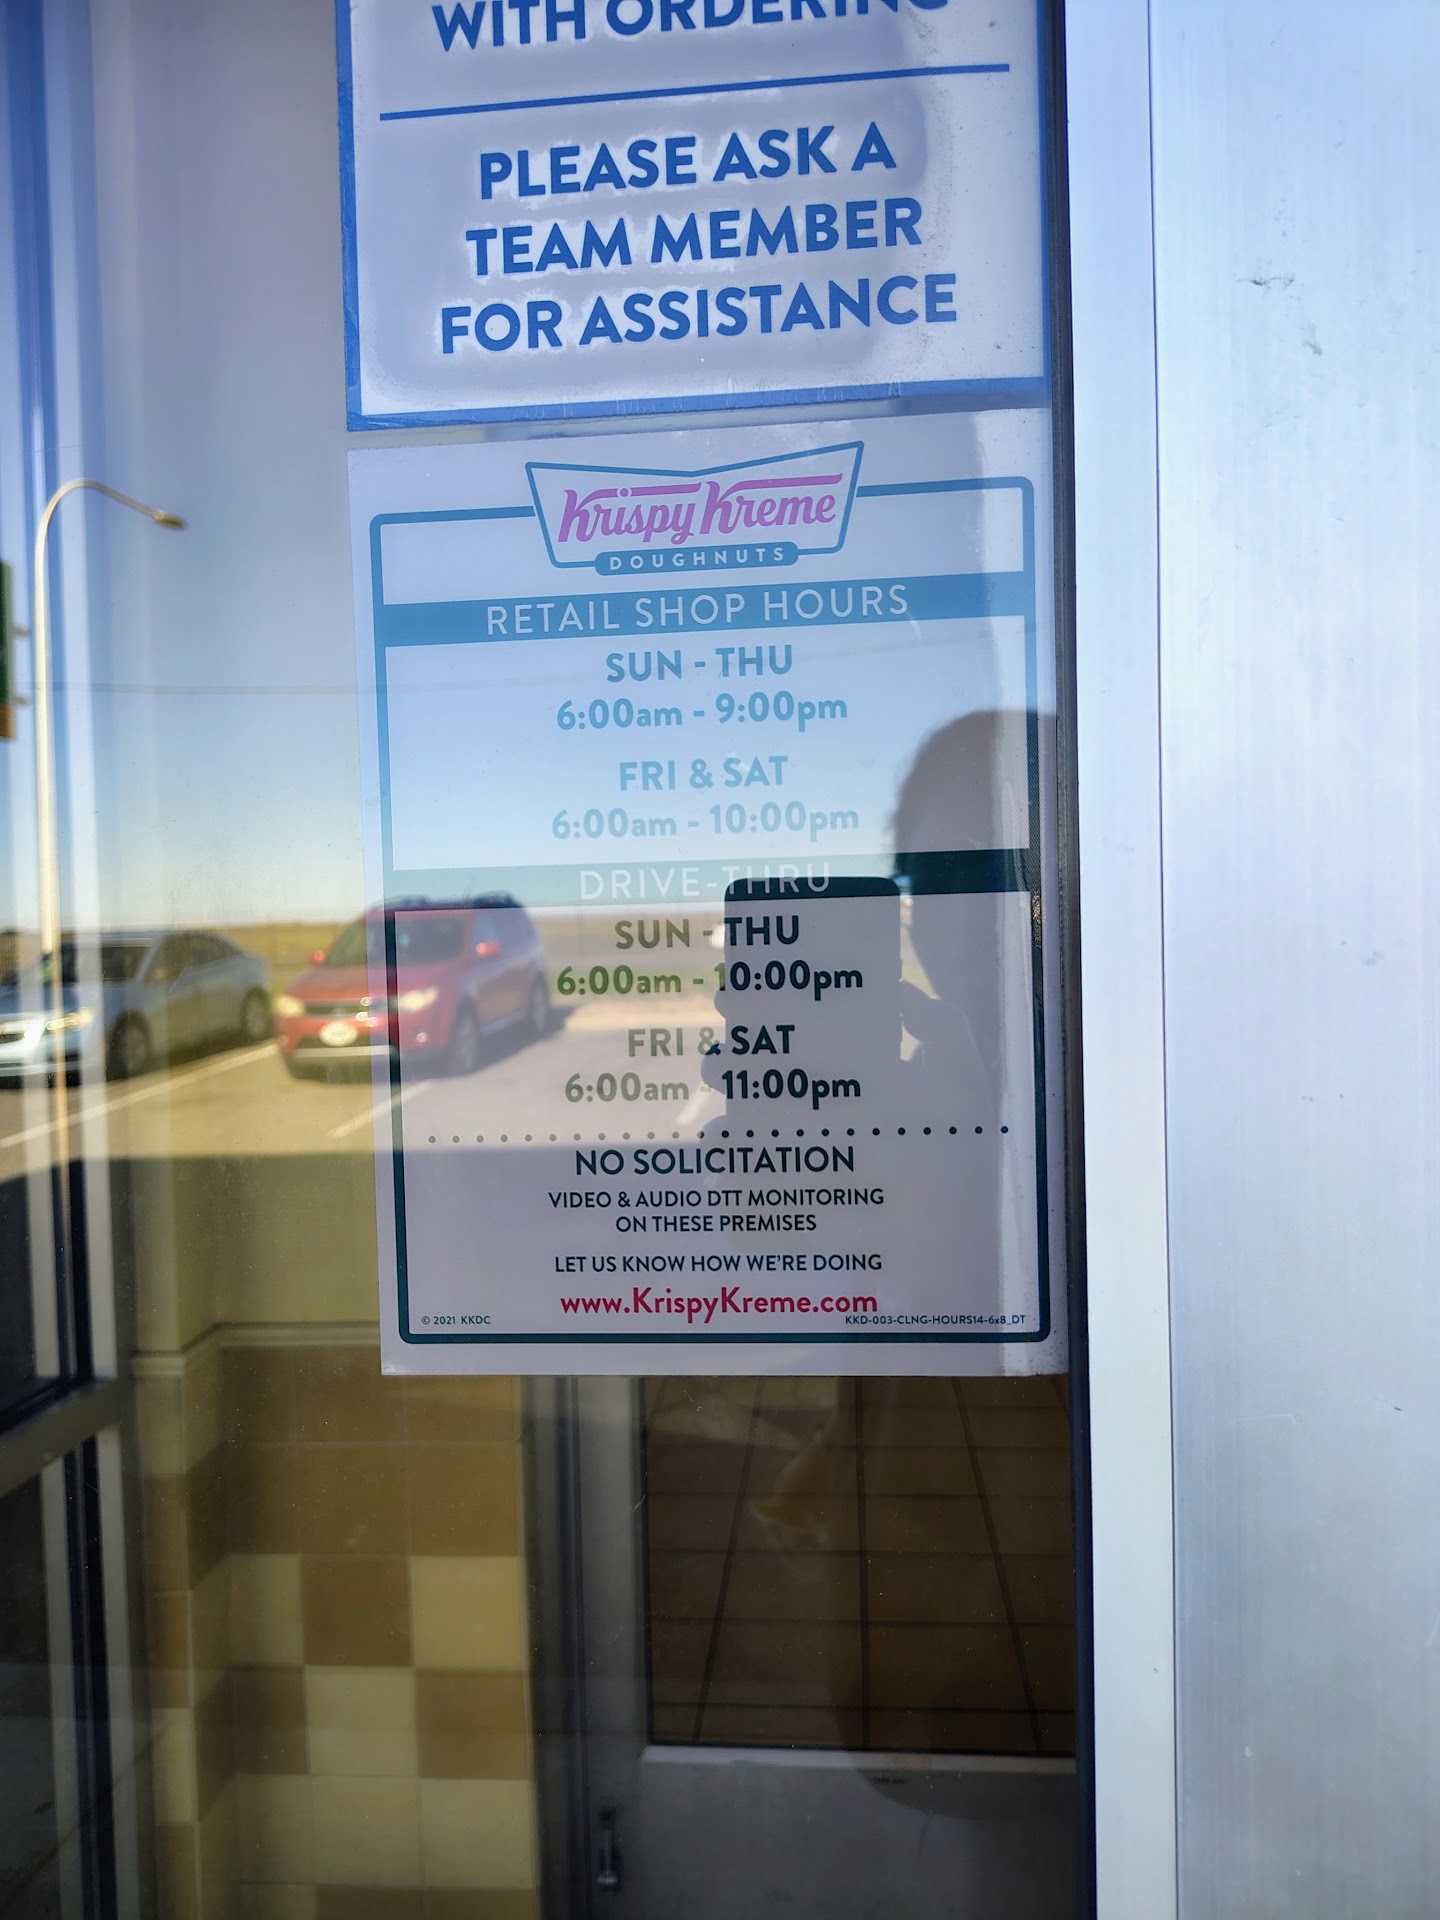 WITH ORDERING
PLEASE ASK A
TEAM MEMBER
FOR ASSISTANCE
Krispy Kreme
DOUGHNUTS
RETAIL SHOP HOURS
SUN - THU
6:00am - 9:00pm
FRI & SAT
6:00am - 10:00pm
DRIVE-THRU
SUN - THU
6:00am - 10:00pm
FRI & SAT
6:00am - 11:00pm
NO SOLICITATION
VIDEO & AUDIO DTT MONITORING
ON THESE PREMISES
LET US KNOW HOW WE'RE DOING
www.KrispyKreme.com
© 2021 KKDC
KKD-003-CLNG-HOURS14-6x8_DT